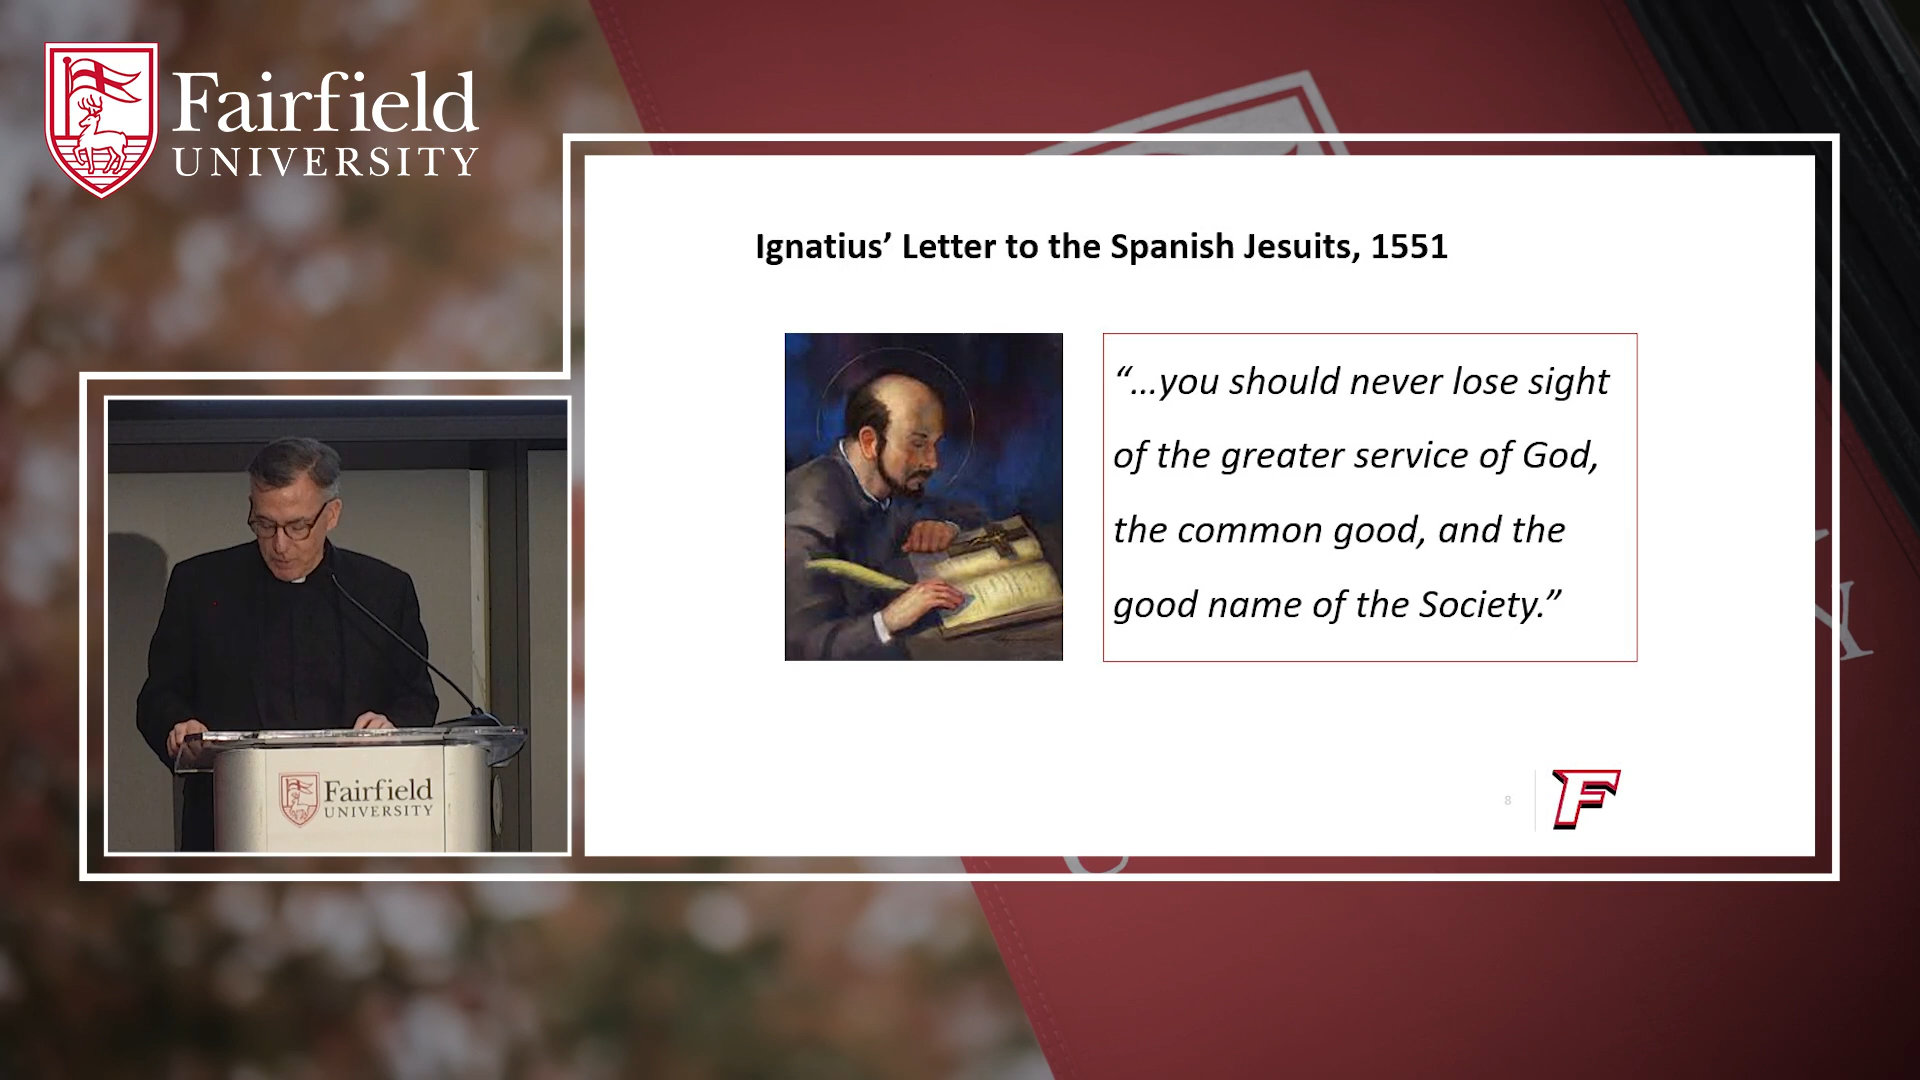 Fairfield
UNIVERSITY
Ignatius’ Letter to the Spanish Jesuits, 1551
“...you should never lose sight
of the greater service of God,
the common good, and the
good name of the Society.”
8
F
Fairfield
UNIVERSITY
Y